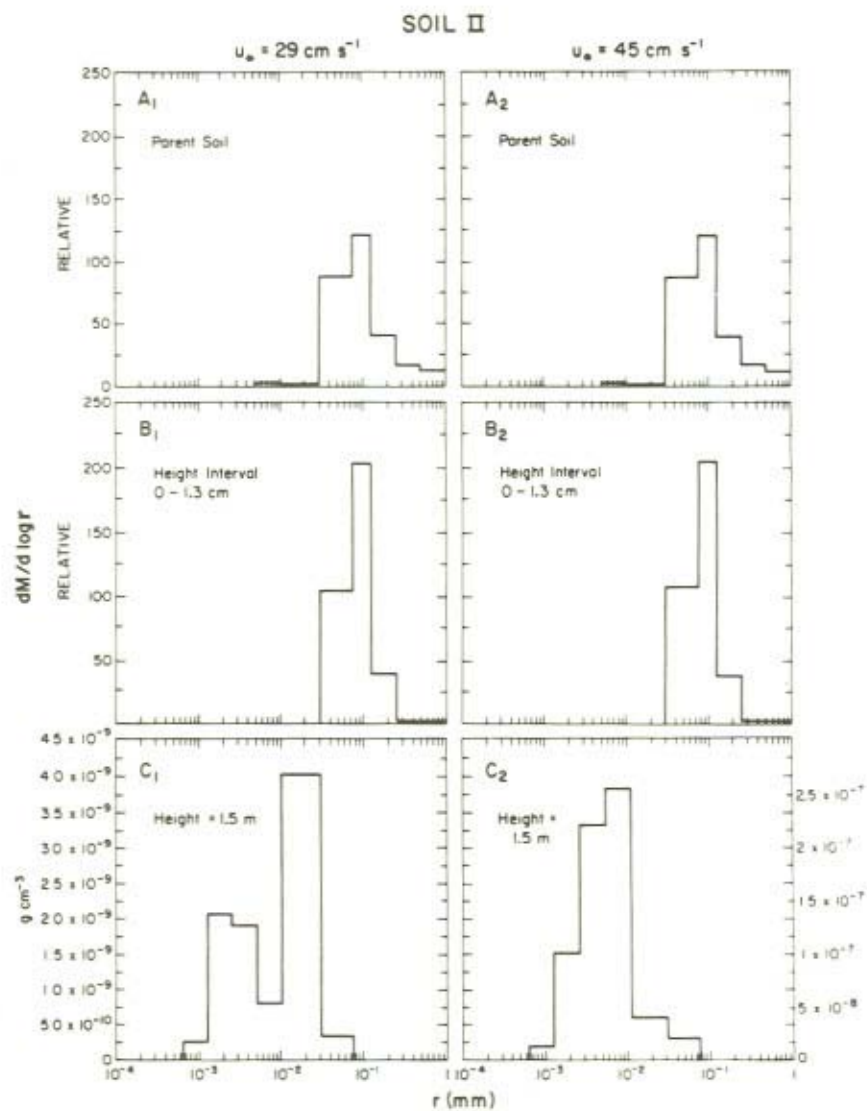 SOIL II
u* = 29 cm s⁻¹
u* = 45 cm s⁻¹
250
200
150
100
50
0
RELATIVE
A₁
Parent Soil
A₂
Parent Soil
250
200
150
100
50
RELATIVE
dM/d log r
B₁
Height Interval
0 – 1.3 cm
B₂
Height Interval
0 – 1.3 cm
4.5 x 10⁻⁹
4.0 x 10⁻⁹
3.5 x 10⁻⁹
3.0 x 10⁻⁹
2.0 x 10⁻⁹
1.5 x 10⁻⁹
1.0 x 10⁻⁹
5.0 x 10⁻¹⁰
0
g cm⁻³
C₁
Height = 1.5 m
C₂
Height =
1.5 m
2.5 x 10⁻⁷
2 x 10⁻⁷
1.5 x 10⁻⁷
1 x 10⁻⁷
5 x 10⁻⁸
0
10⁻⁴
10⁻³
10⁻²
10⁻¹
1
10⁻⁴
10⁻³
10⁻²
10⁻¹
1
r (mm)